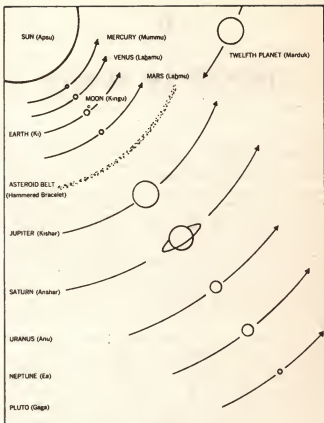 SUN (Apsu)
MERCURY (Mummu)
VENUS (Lahamu)
MARS (Lahmu)
MOON (Kingu)
TWELFTH PLANET (Marduk)
EARTH (Ki)
ASTEROID BELT
(Hammered Bracelet)
JUPITER (Kishar)
SATURN (Anshar)
URANUS (Anu)
NEPTUNE (Ea)
PLUTO (Gaga)